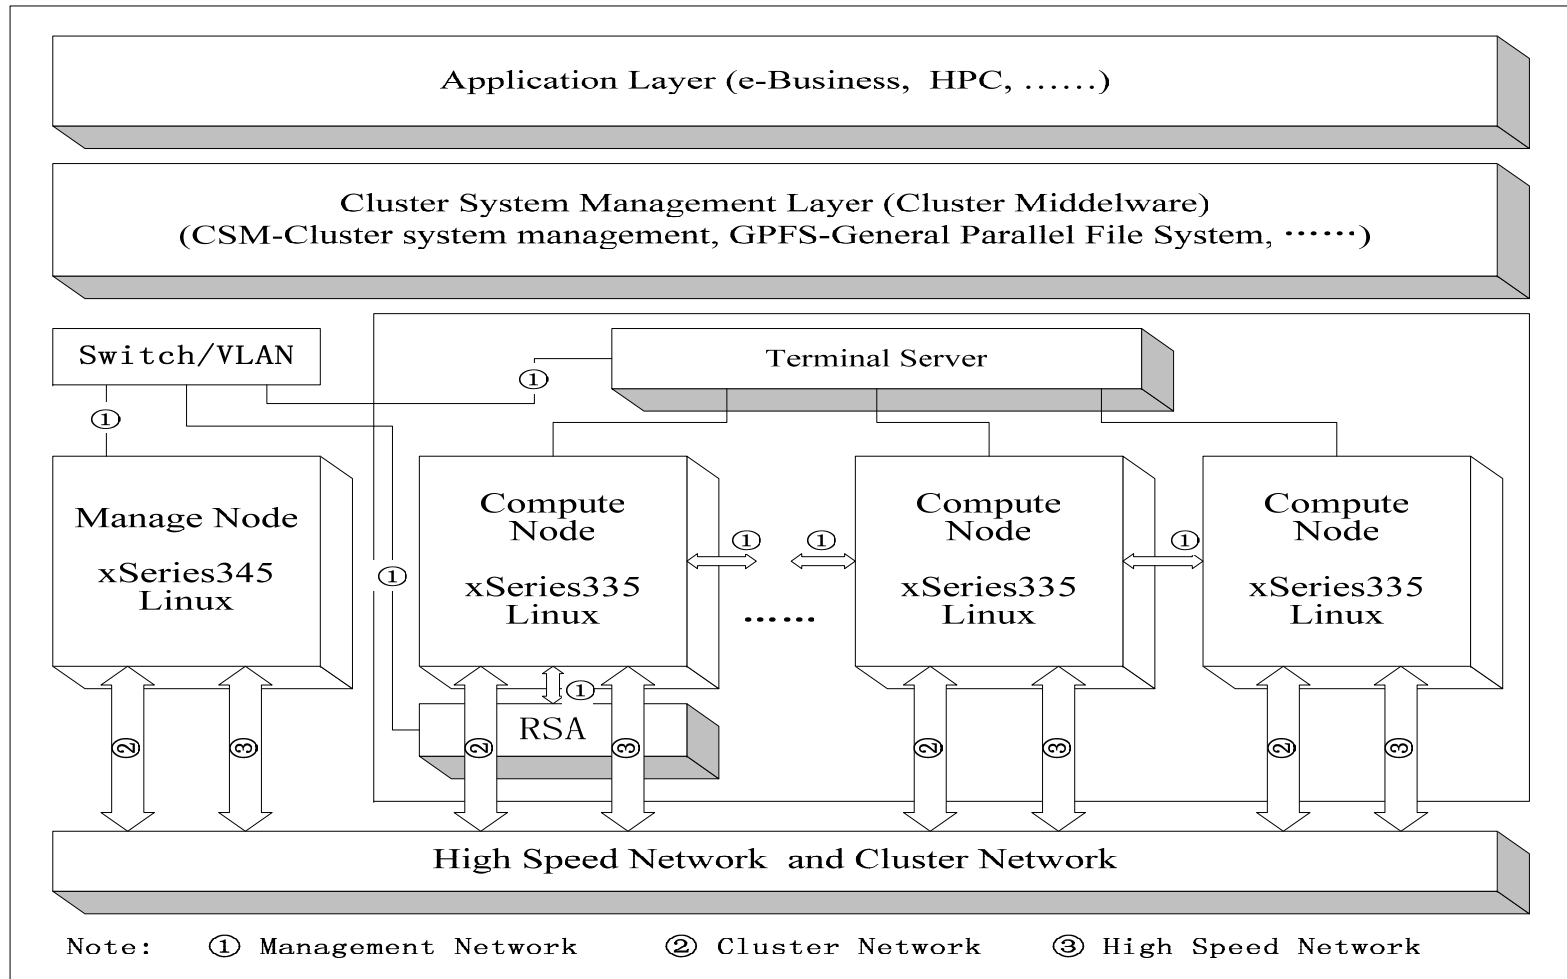 Application Layer (e-Business, HPC, ……)
Cluster System Management Layer (Cluster Middelware)
(CSM-Cluster system management, GPFS-General Parallel File System, ……)
Switch/VLAN
Terminal Server
①
①
Manage Node
xSeries345
Linux
①
Compute
Node
xSeries335
Linux
①
……
①
Compute
Node
xSeries335
Linux
①
Compute
Node
xSeries335
Linux
①
RSA
②
③
②
③
②
③
②
③
High Speed Network and Cluster Network
Note: ① Management Network ② Cluster Network ③ High Speed Network